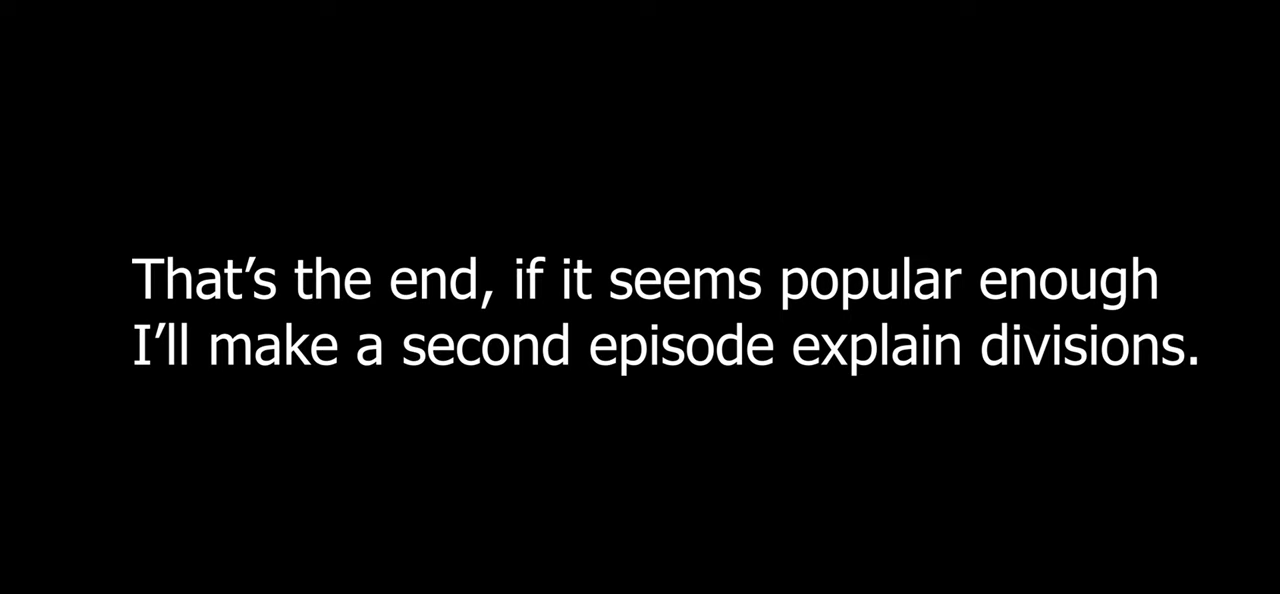 That’s the end, if it seems popular enough
I’ll make a second episode explain divisions.